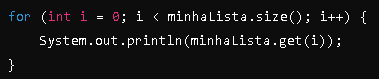 for (int i = 0; i < minhaLista.size(); i++) {
    System.out.println(minhaLista.get(i));
}